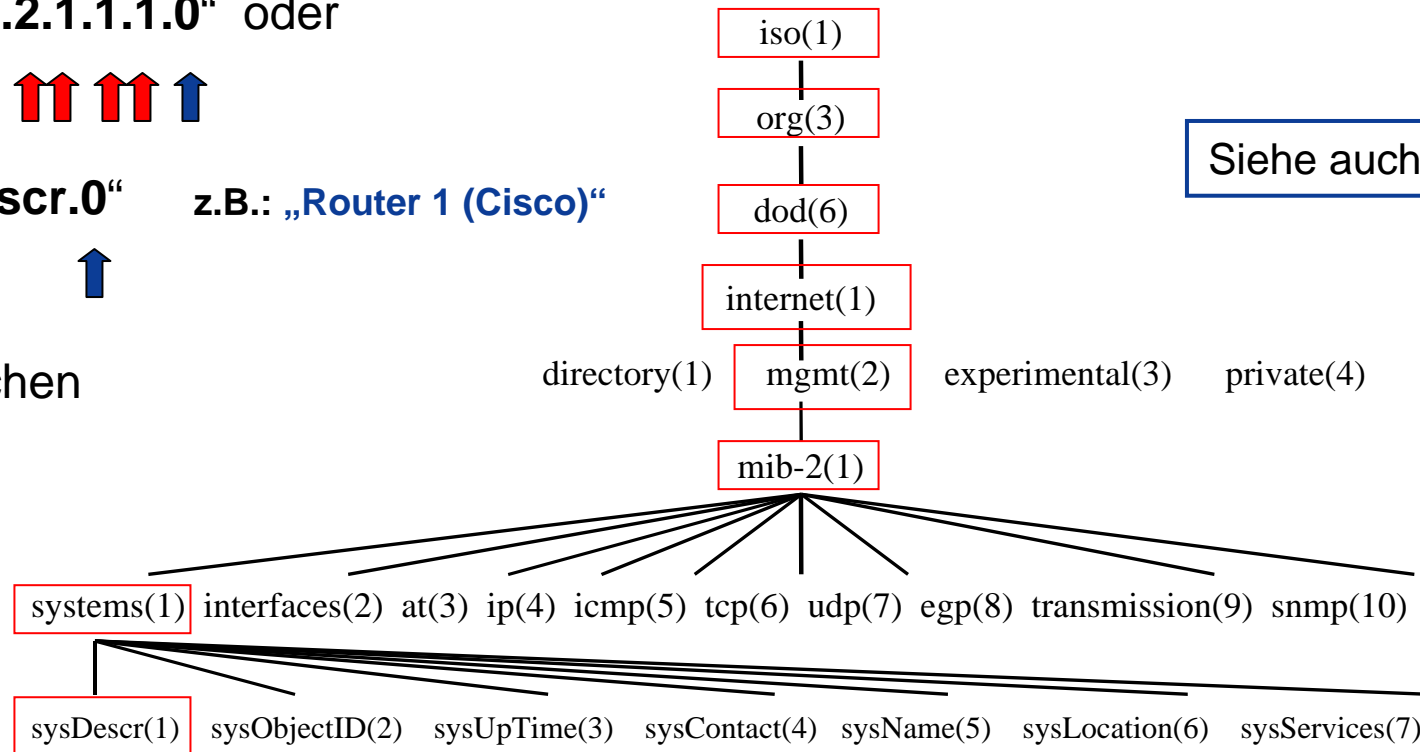 .2.1.1.1.0“ oder
scr.0“ z.B.: „Router 1 (Cisco)“
chen
iso(1)
org(3)
dod(6)
Siehe auch
internet(1)
directory(1) mgmt(2) experimental(3) private(4)
mib-2(1)
systems(1) interfaces(2) at(3) ip(4) icmp(5) tcp(6) udp(7) egp(8) transmission(9) snmp(10)
sysDescr(1) sysObjectID(2) sysUpTime(3) sysContact(4) sysName(5) sysLocation(6) sysServices(7)